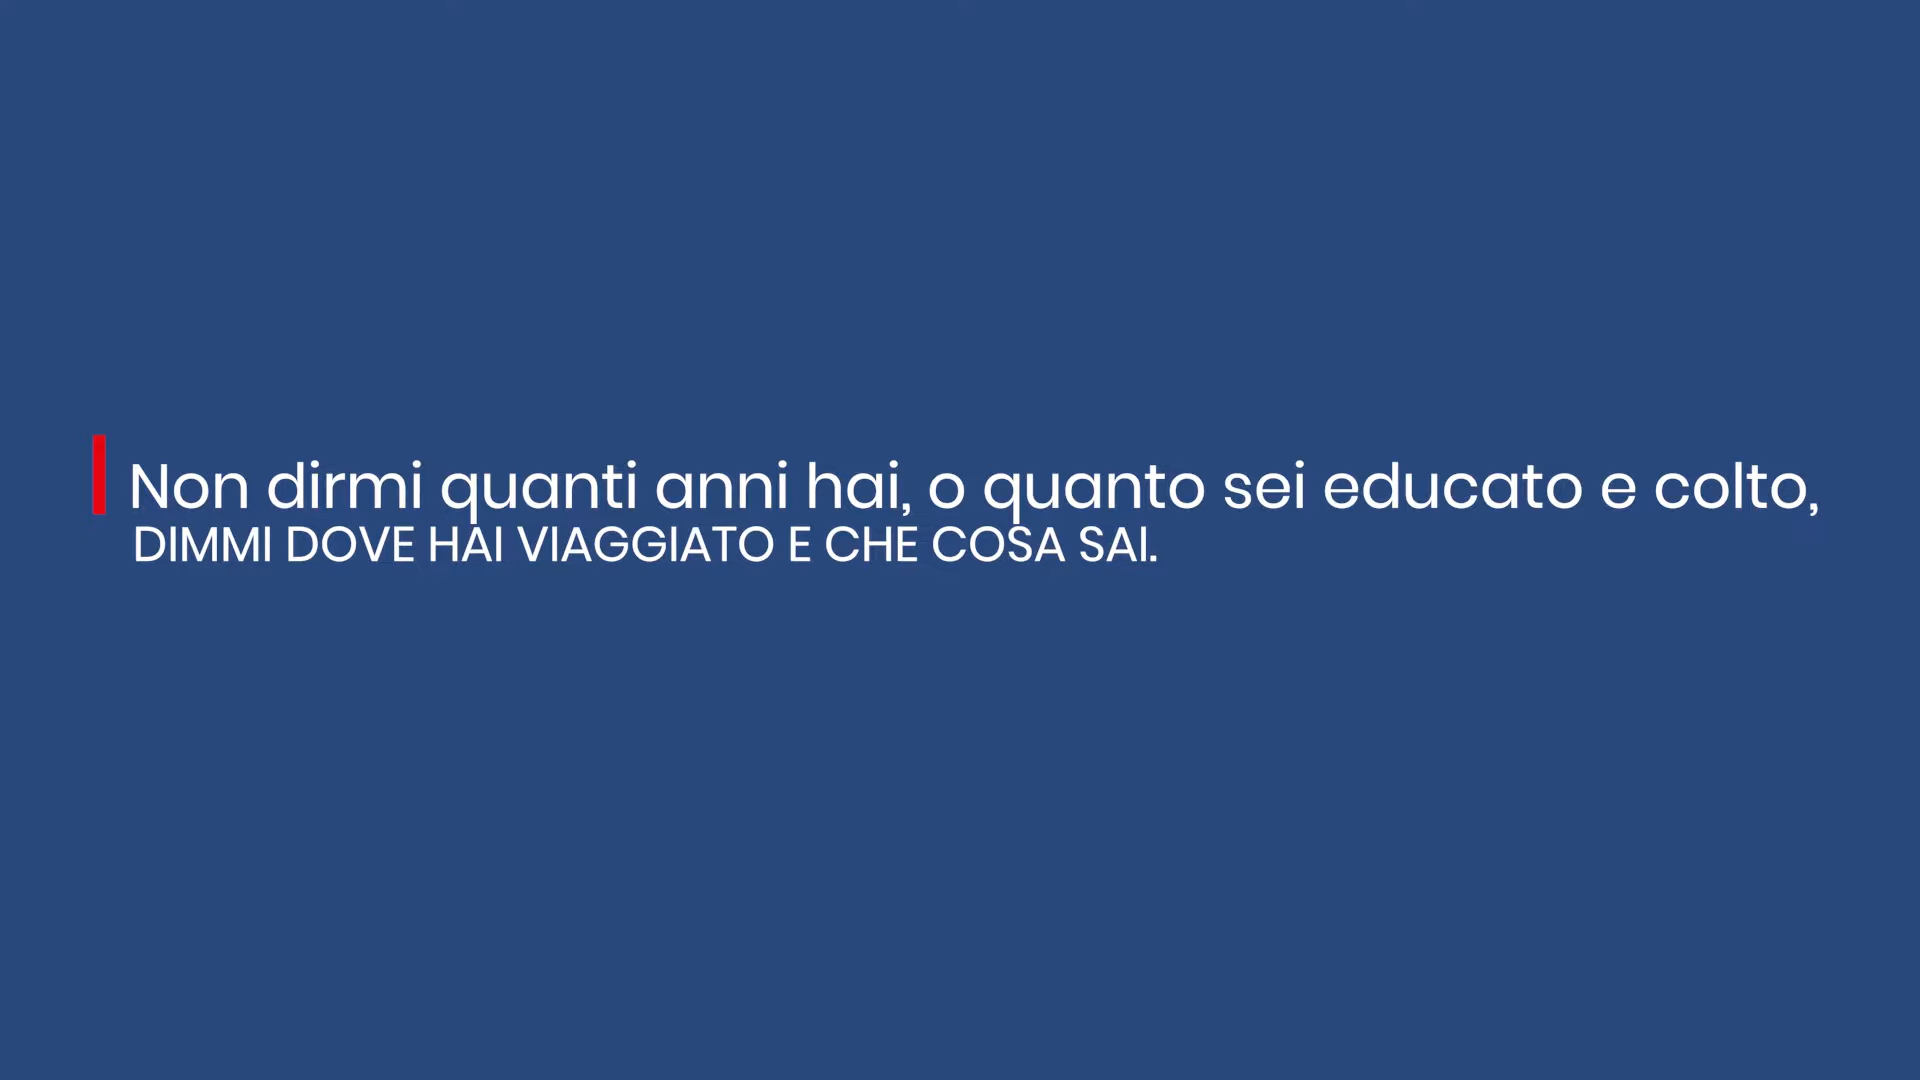 Non dirmi quanti anni hai, o quanto sei educato e colto,
DIMMI DOVE HAI VIAGGIATO E CHE COSA SAI.